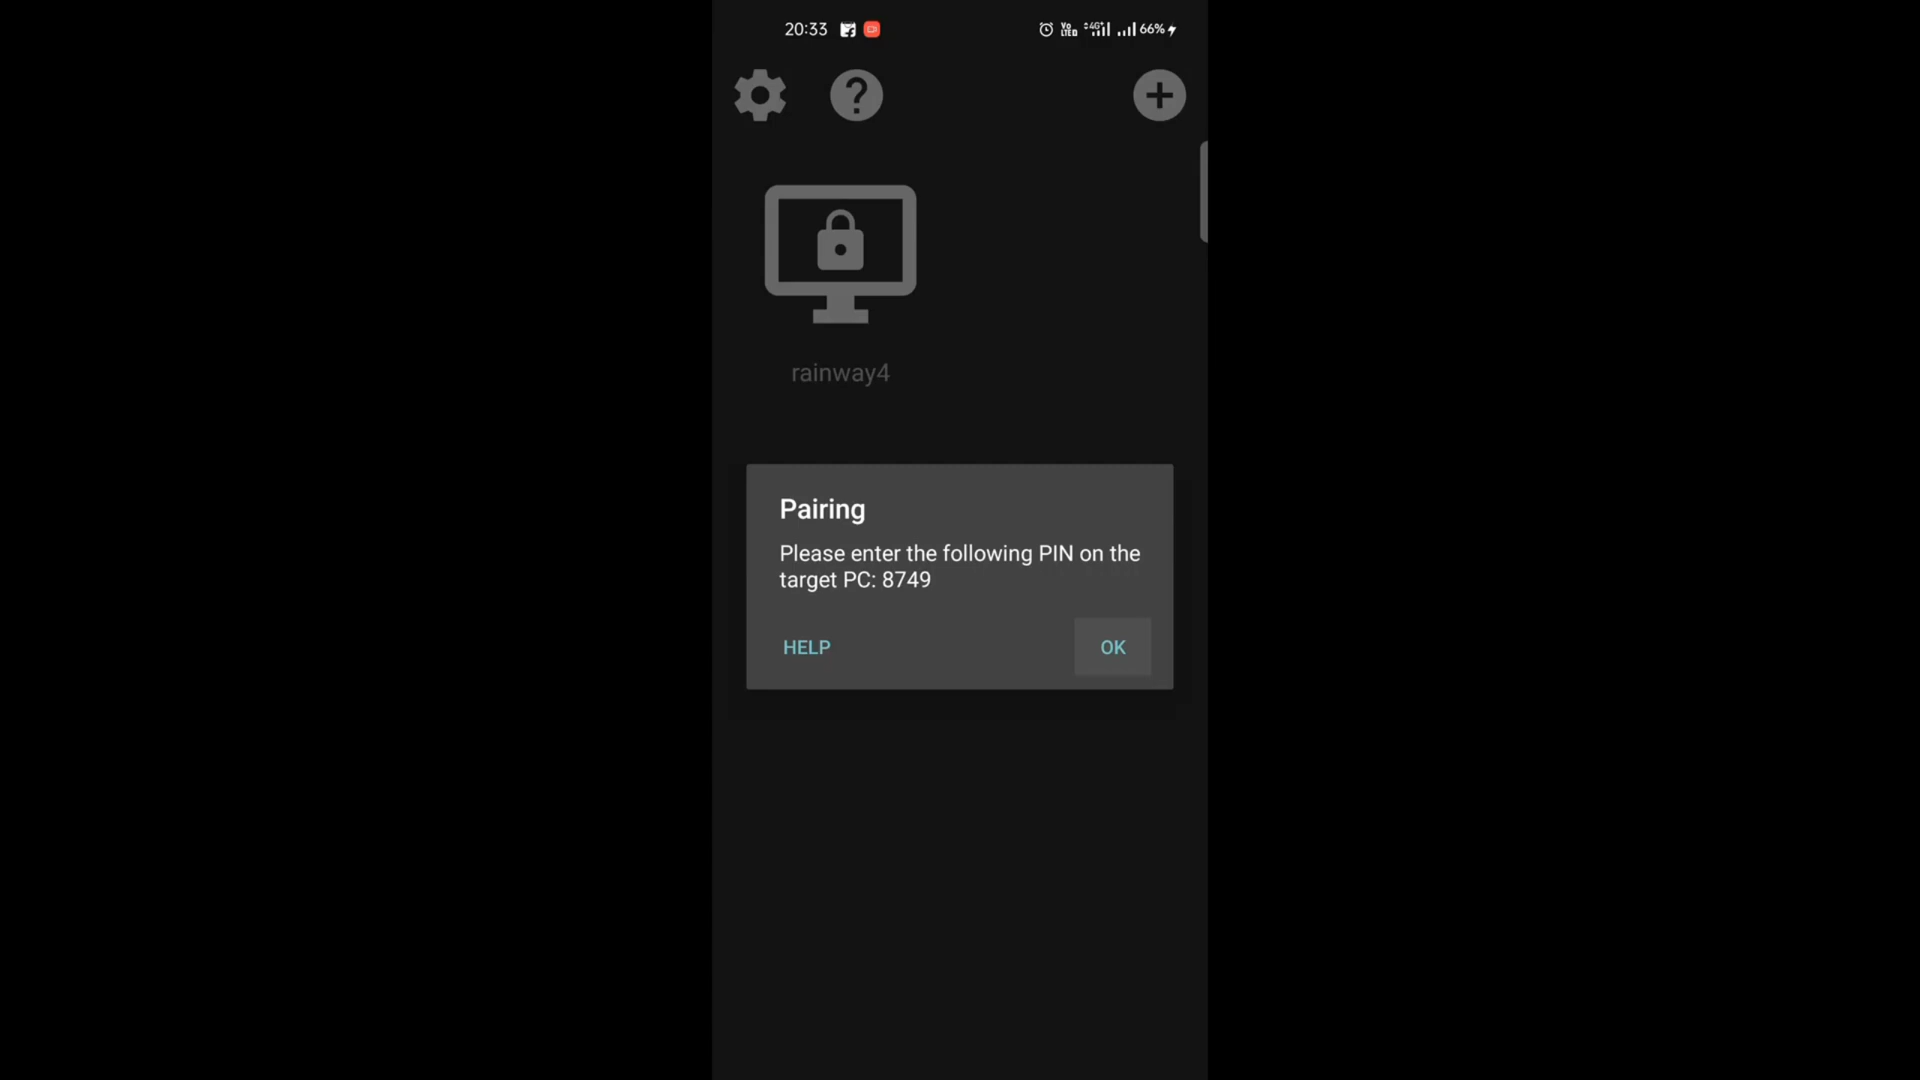 20:33 66%
rainway4
Pairing
Please enter the following PIN on the
target PC: 8749
HELP OK